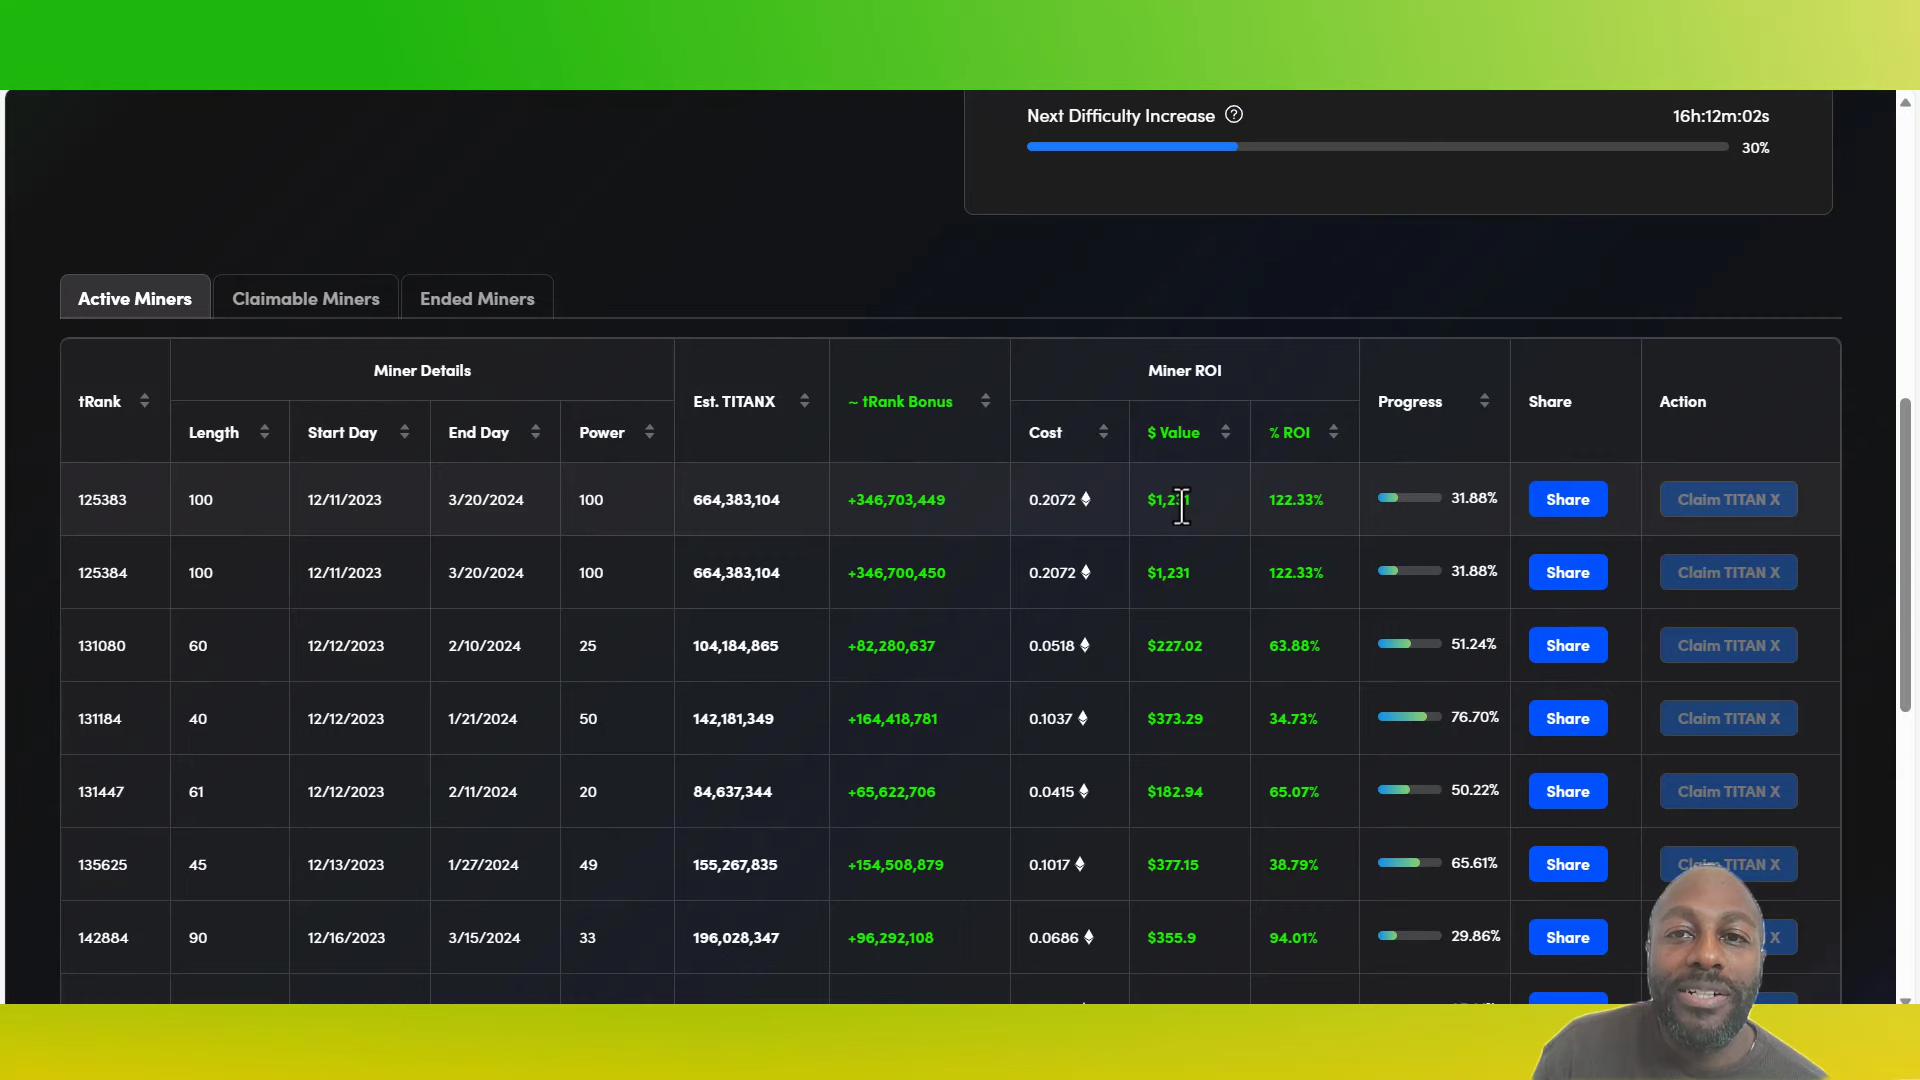 Next Difficulty Increase ? 16h:12m:02s
30%
Active Miners Claimable Miners Ended Miners
tRank Miner Details Est. TITANX ~ tRank Bonus Miner ROI Progress Share Action
Length Start Day End Day Power Cost $ Value % ROI
125383 100 12/11/2023 3/20/2024 100 664,383,104 +346,703,449 0.2072 $1,231 122.33% 31.88% Share Claim TITAN X
125384 100 12/11/2023 3/20/2024 100 664,383,104 +346,700,450 0.2072 $1,231 122.33% 31.88% Share Claim TITAN X
131080 60 12/12/2023 2/10/2024 25 104,184,865 +82,280,637 0.0518 $227.02 63.88% 51.24% Share Claim TITAN X
131184 40 12/12/2023 1/21/2024 50 142,181,349 +164,418,781 0.1037 $373.29 34.73% 76.70% Share Claim TITAN X
131447 61 12/12/2023 2/11/2024 20 84,637,344 +65,622,706 0.0415 $182.94 65.07% 50.22% Share Claim TITAN X
135625 45 12/13/2023 1/27/2024 49 155,267,835 +154,508,879 0.1017 $377.15 38.79% 65.61% Share Claim TITAN X
142884 90 12/16/2023 3/15/2024 33 196,028,347 +96,292,108 0.0686 $355.9 94.01% 29.86% Share X